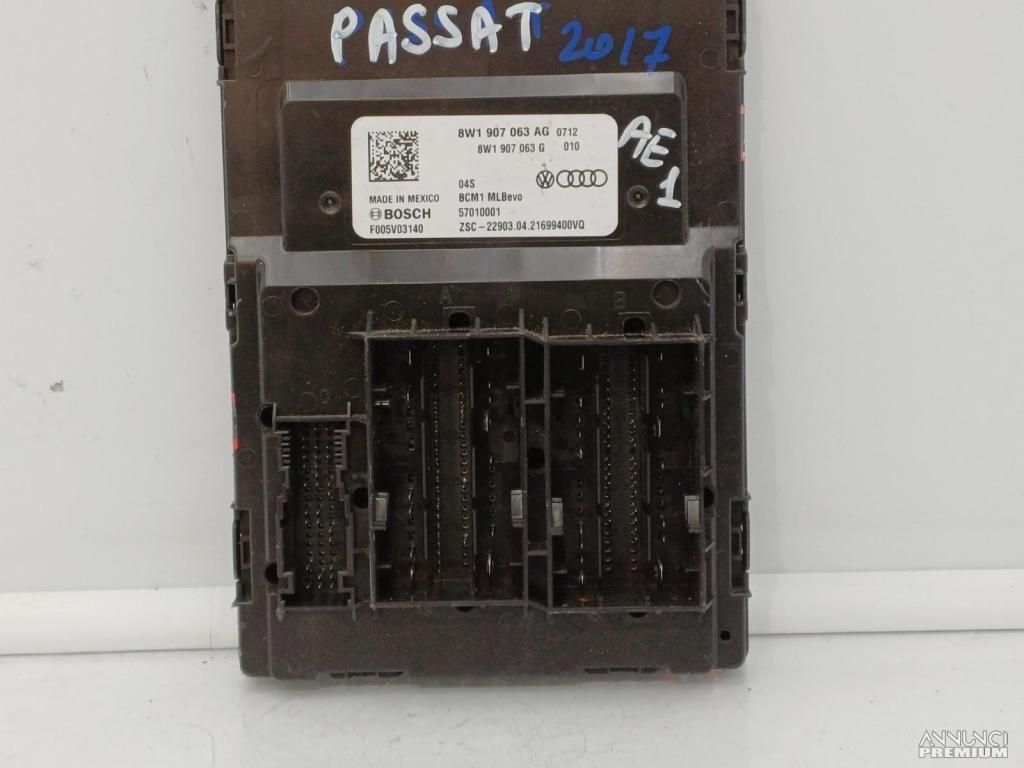 PASSAT 2017
8W1 907 063 AG 0712
8W1 907 063 G 010
AE
1
04S
MADE IN MEXICO BCM1 MLBevo
BOSCH 57010001
F005V03140 ZSC-22903.04.21699400VQ
A B
G
ANNUNCI
PREMIUM